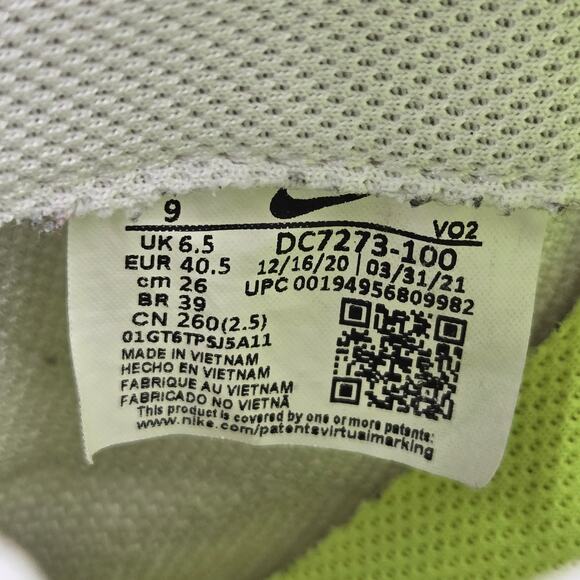 9
VO2
UK 6.5
DC7273-100
EUR 40.5
12/16/20 03/31/21
cm 26
UPC 00194956809982
BR 39
CN 260(2.5)
01GT6TPSJ5A11
MADE IN VIETNAM
HECHO EN VIETNAM
FABRIQUE AU VIETNAM
FABRICADO NO VIETNÃ
This product is covered by one or more patents:
www.nike.com/patentsvirtualmarking